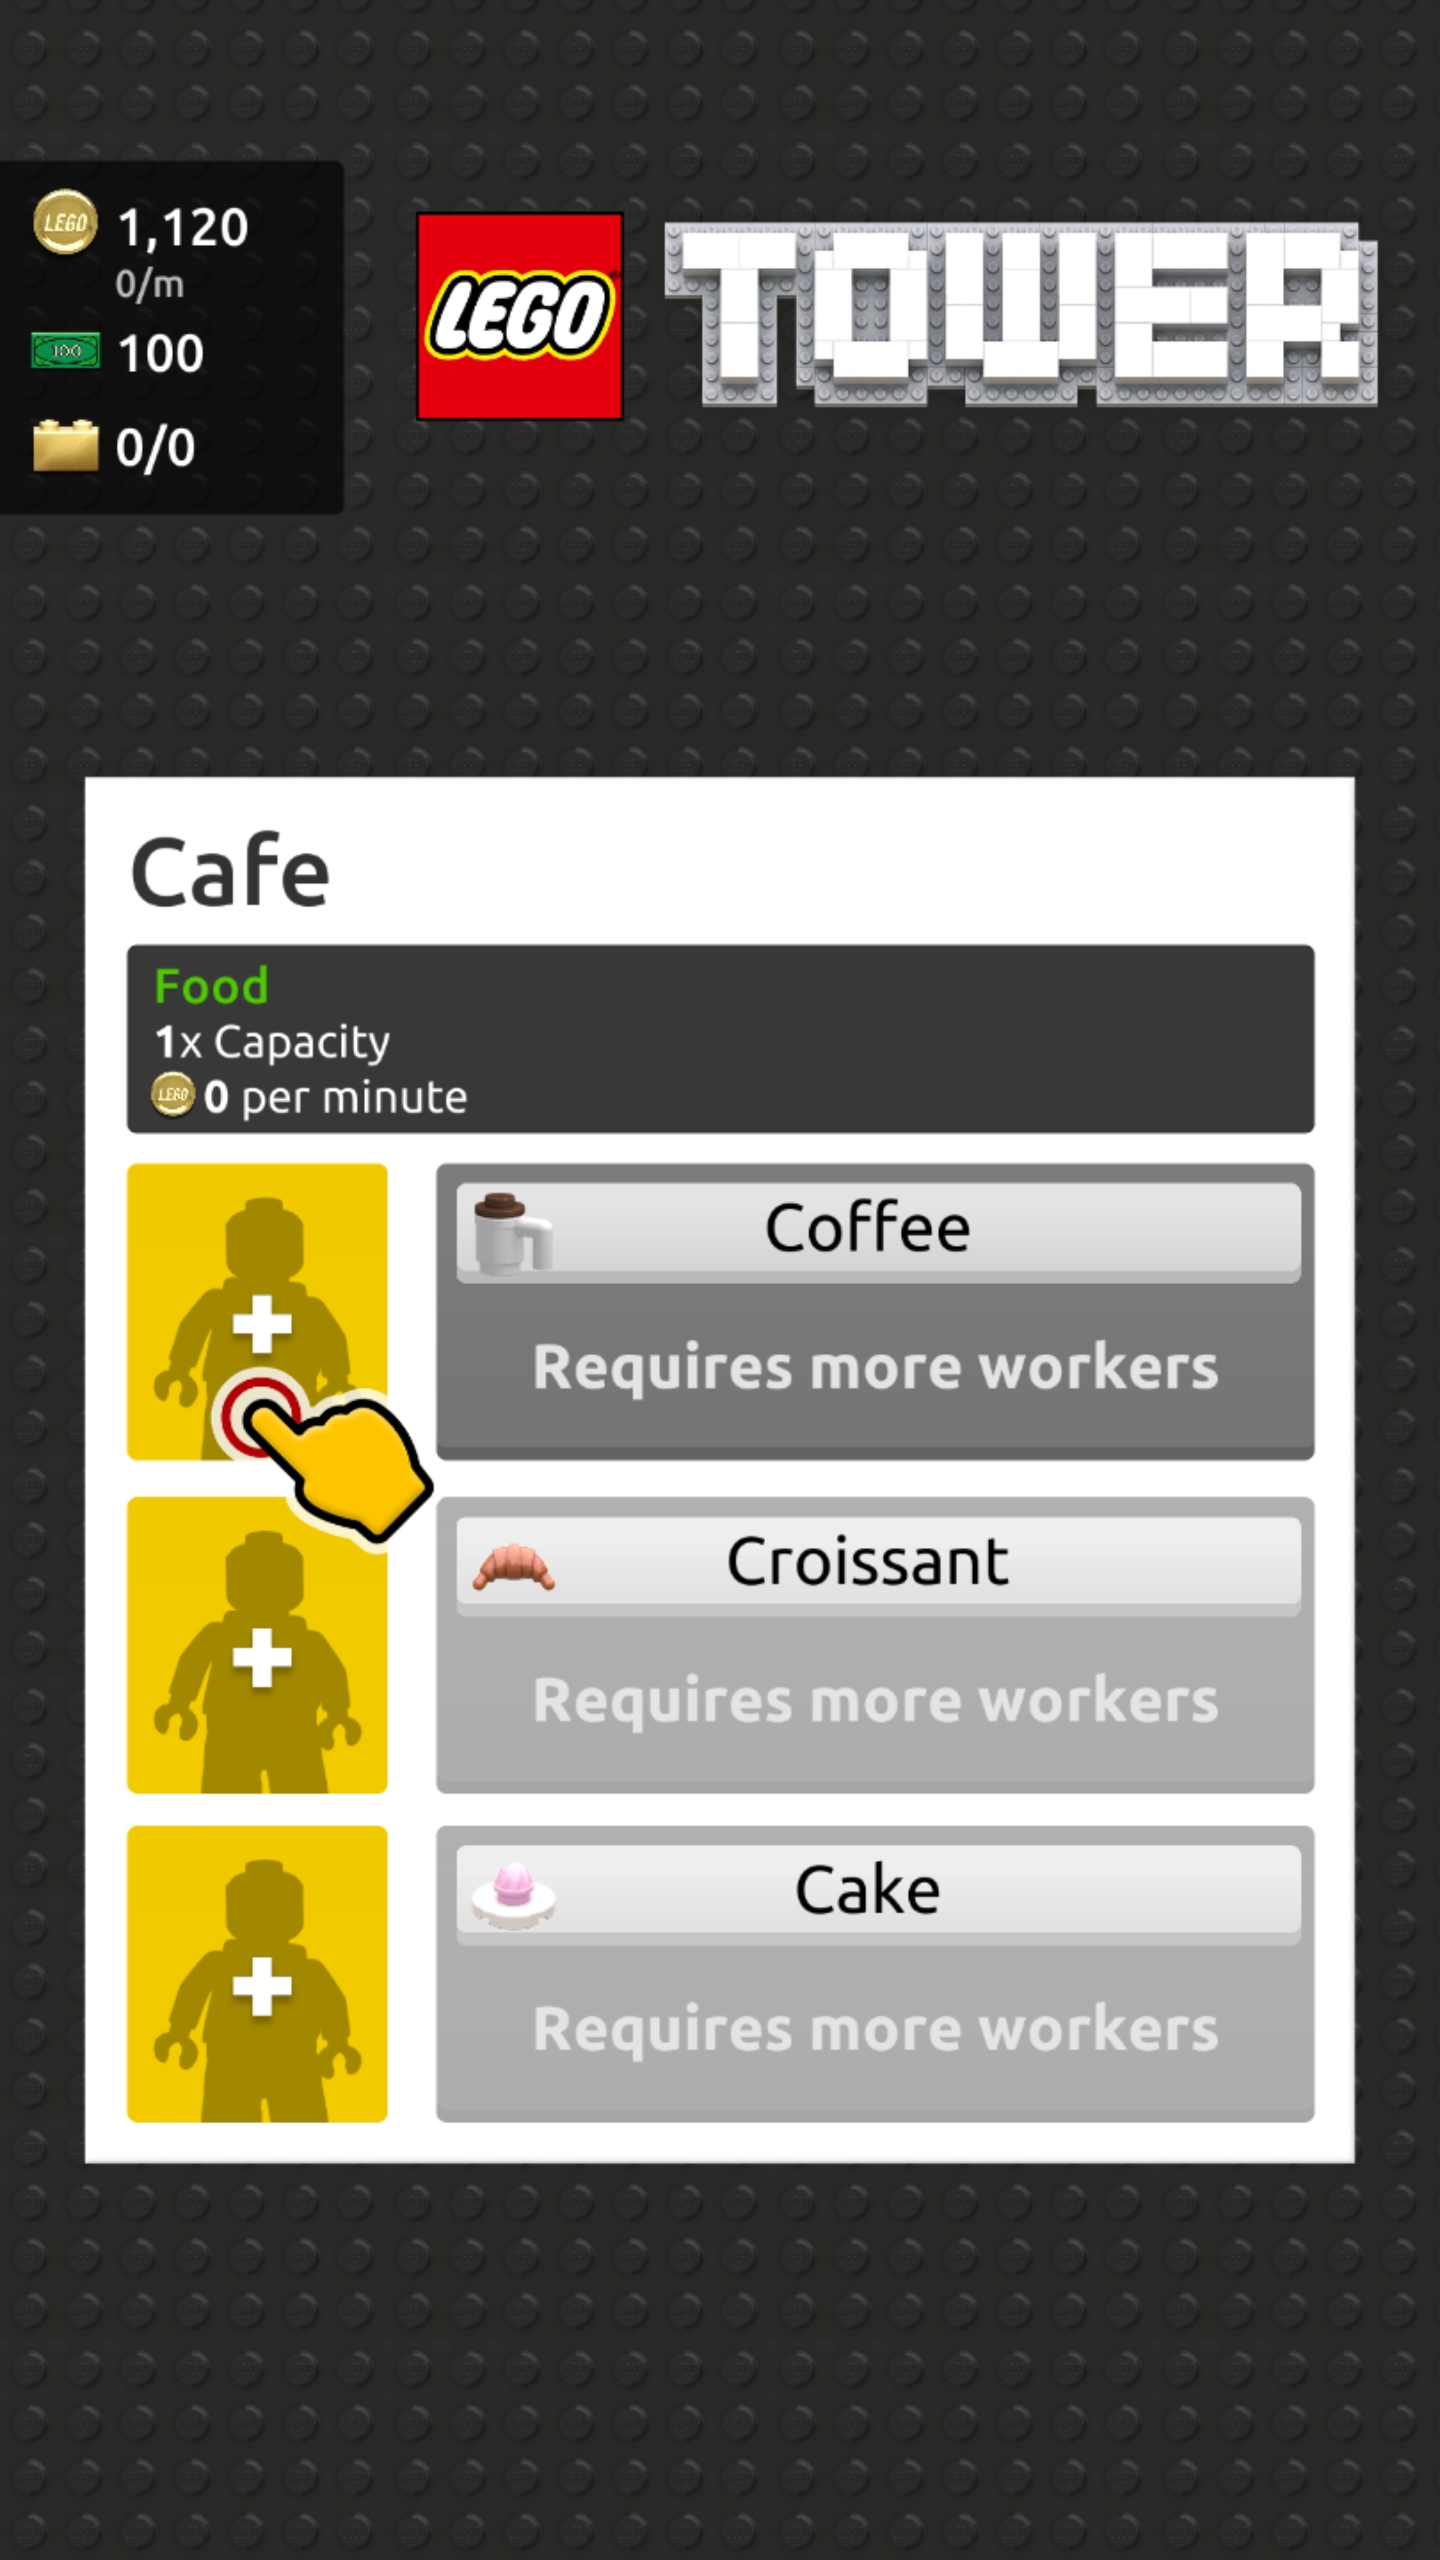 LEGO 1,120
0/m
100 100
0/0
LEGO® TOWER
Cafe
Food
1x Capacity
LEGO 0 per minute
Coffee
Requires more workers
Croissant
Requires more workers
Cake
Requires more workers